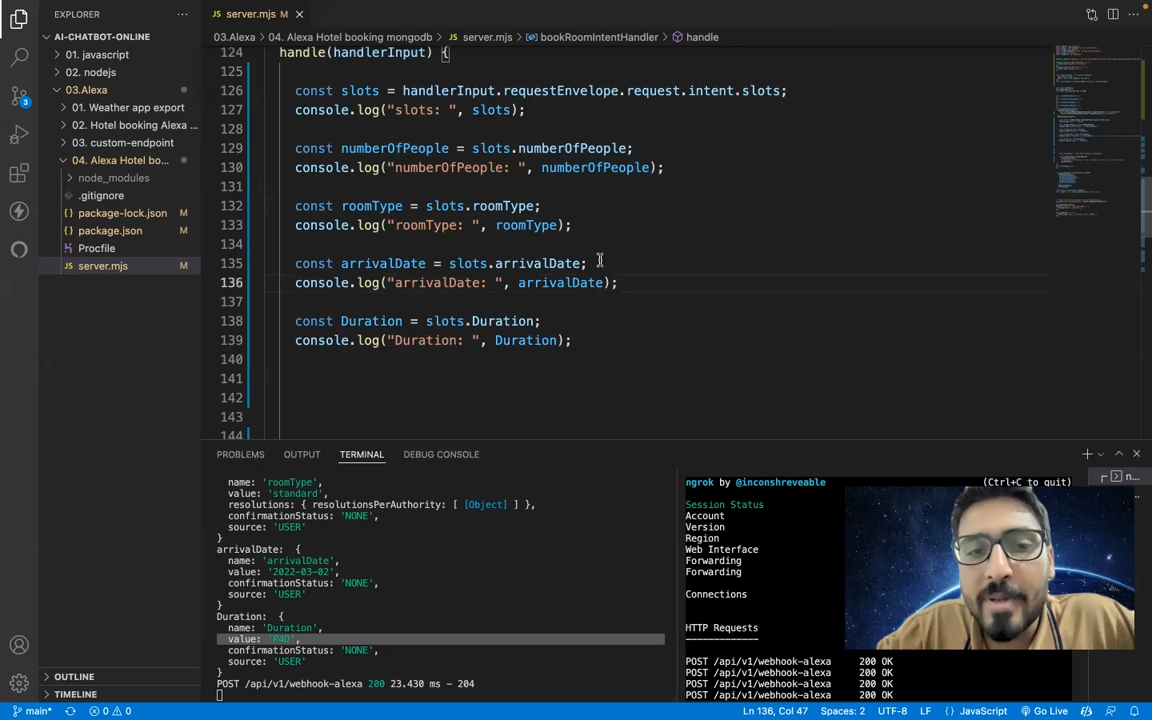 EXPLORER
AI-CHATBOT-ONLINE
01. javascript
02. nodejs
03.Alexa
01. Weather app export
02. Hotel booking Alexa ...
03. custom-endpoint
04. Alexa Hotel bo...
node_modules
.gitignore
package-lock.json M
package.json M
Procfile
server.mjs M
OUTLINE
TIMELINE
3
server.mjs M
03.Alexa > 04. Alexa Hotel booking mongodb > server.mjs > bookRoomIntentHandler > handle
124 handle(handlerInput) {
125
126 const slots = handlerInput.requestEnvelope.request.intent.slots;
127 console.log("slots: ", slots);
128
129 const numberOfPeople = slots.numberOfPeople;
130 console.log("numberOfPeople: ", numberOfPeople);
131
132 const roomType = slots.roomType;
133 console.log("roomType: ", roomType);
134
135 const arrivalDate = slots.arrivalDate;
136 console.log("arrivalDate: ", arrivalDate);
137
138 const Duration = slots.Duration;
139 console.log("Duration: ", Duration);
140
141
142
143
144
PROBLEMS OUTPUT TERMINAL DEBUG CONSOLE
name: 'roomType',
value: 'standard',
resolutions: { resolutionsPerAuthority: [ [Object] ] },
confirmationStatus: 'NONE',
source: 'USER'
}
arrivalDate: {
name: 'arrivalDate',
value: '2022-03-02',
confirmationStatus: 'NONE',
source: 'USER'
}
Duration: {
name: 'Duration',
value: 'P4D',
confirmationStatus: 'NONE',
source: 'USER'
}
POST /api/v1/webhook-alexa 200 23.430 ms - 204
ngrok by @inconshreveable (Ctrl+C to quit)
Session Status
Account
Version
Region
Web Interface
Forwarding
Forwarding
Connections
HTTP Requests
-------------
POST /api/v1/webhook-alexa 200 OK
POST /api/v1/webhook-alexa 200 OK
POST /api/v1/webhook-alexa 200 OK
POST /api/v1/webhook-alexa 200 OK
n...
main* 0 0 Ln 136, Col 47 Spaces: 2 UTF-8 LF {} JavaScript Go Live